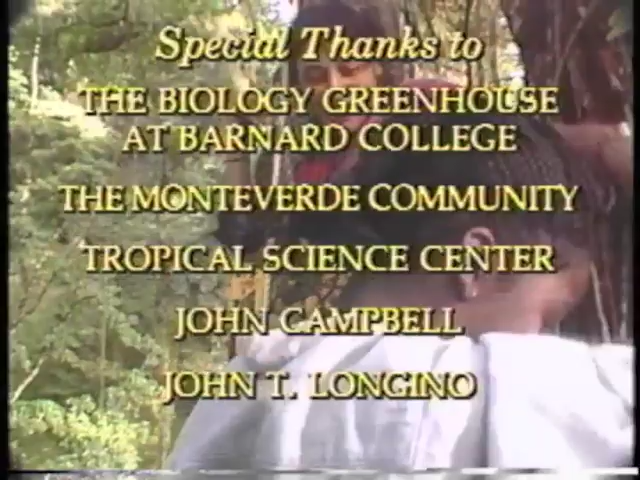 Special Thanks to
THE BIOLOGY GREENHOUSE
AT BARNARD COLLEGE
THE MONTEVERDE COMMUNITY
TROPICAL SCIENCE CENTER
JOHN CAMPBELL
JOHN T. LONGINO